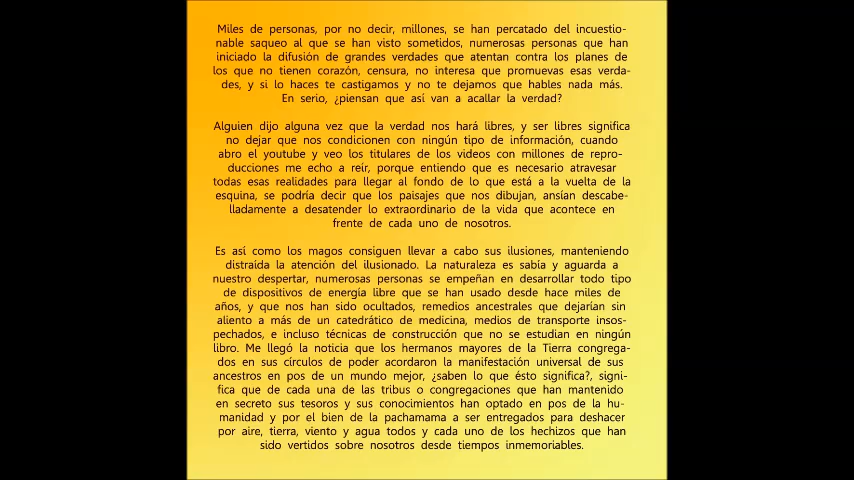 Miles de personas, por no decir, millones, se han percatado del incuestio-
nable saqueo al que se han visto sometidos, numerosas personas que han
iniciado la difusión de grandes verdades que atentan contra los planes de
los que no tienen corazón, censura, no interesa que promuevas esas verda-
des, y si lo haces te castigamos y no te dejamos que hables nada más.
En serio, ¿piensan que así van a acallar la verdad?
Alguien dijo alguna vez que la verdad nos hará libres, y ser libres significa
no dejar que nos condicionen con ningún tipo de información, cuando
abro el youtube y veo los titulares de los videos con millones de repro-
ducciones me echo a reír, porque entiendo que es necesario atravesar
todas esas realidades para llegar al fondo de lo que está a la vuelta de la
esquina, se podría decir que los paisajes que nos dibujan, ansían descabe-
lladamente a desatender lo extraordinario de la vida que acontece en
frente de cada uno de nosotros.
Es así como los magos consiguen llevar a cabo sus ilusiones, manteniendo
distraída la atención del ilusionado. La naturaleza es sabía y aguarda a
nuestro despertar, numerosas personas se empeñan en desarrollar todo tipo
de dispositivos de energía libre que se han usado desde hace miles de
años, y que nos han sido ocultados, remedios ancestrales que dejarían sin
aliento a más de un catedrático de medicina, medios de transporte insos-
pechados, e incluso técnicas de construcción que no se estudian en ningún
libro. Me llegó la noticia que los hermanos mayores de la Tierra congrega-
dos en sus círculos de poder acordaron la manifestación universal de sus
ancestros en pos de un mundo mejor, ¿saben lo que ésto significa?, signi-
fica que de cada una de las tribus o congregaciones que han mantenido
en secreto sus tesoros y sus conocimientos han optado en pos de la hu-
manidad y por el bien de la pachamama a ser entregados para deshacer
por aire, tierra, viento y agua todos y cada uno de los hechizos que han
sido vertidos sobre nosotros desde tiempos inmemoriables.